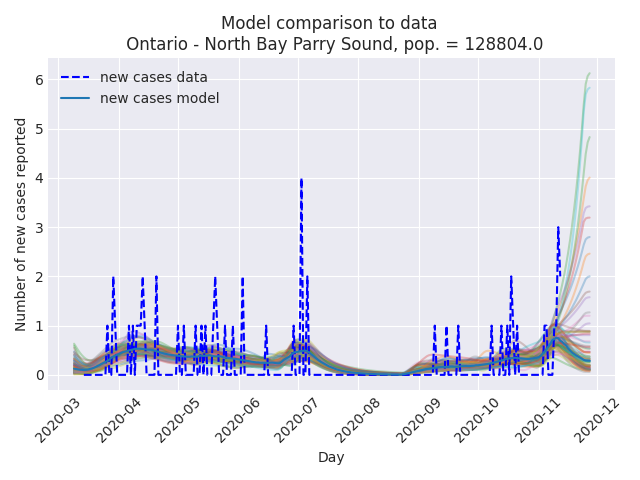 Model comparison to data
Ontario - North Bay Parry Sound, pop. = 128804.0
new cases data
new cases model
Number of new cases reported
6
5
4
3
2
1
0
2020-03
2020-04
2020-05
2020-06
2020-07
2020-08
2020-09
2020-10
2020-11
2020-12
Day